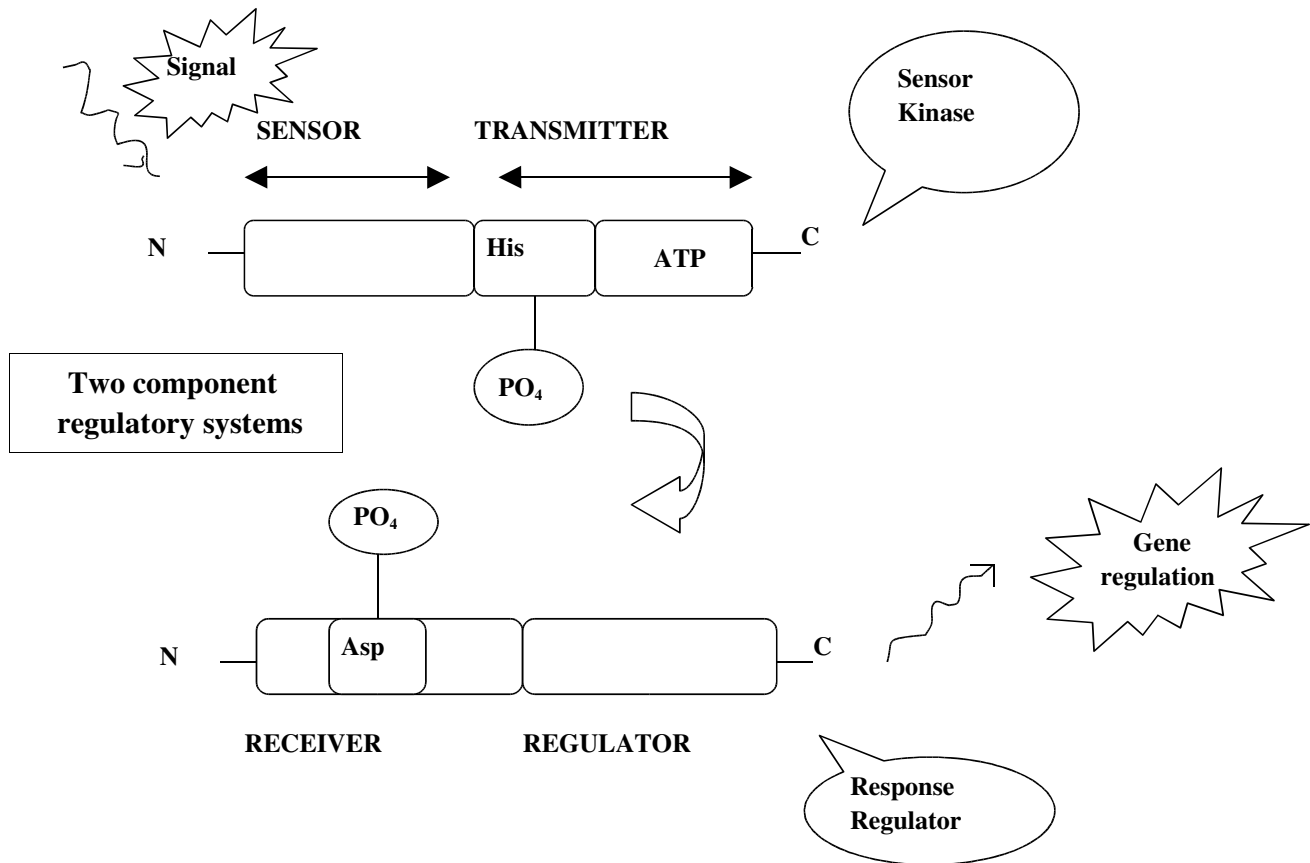 Signal
Sensor
Kinase
SENSOR TRANSMITTER
N His ATP C
PO₄
Two component
regulatory systems
PO₄
Gene
regulation
N Asp C
RECEIVER REGULATOR
Response
Regulator